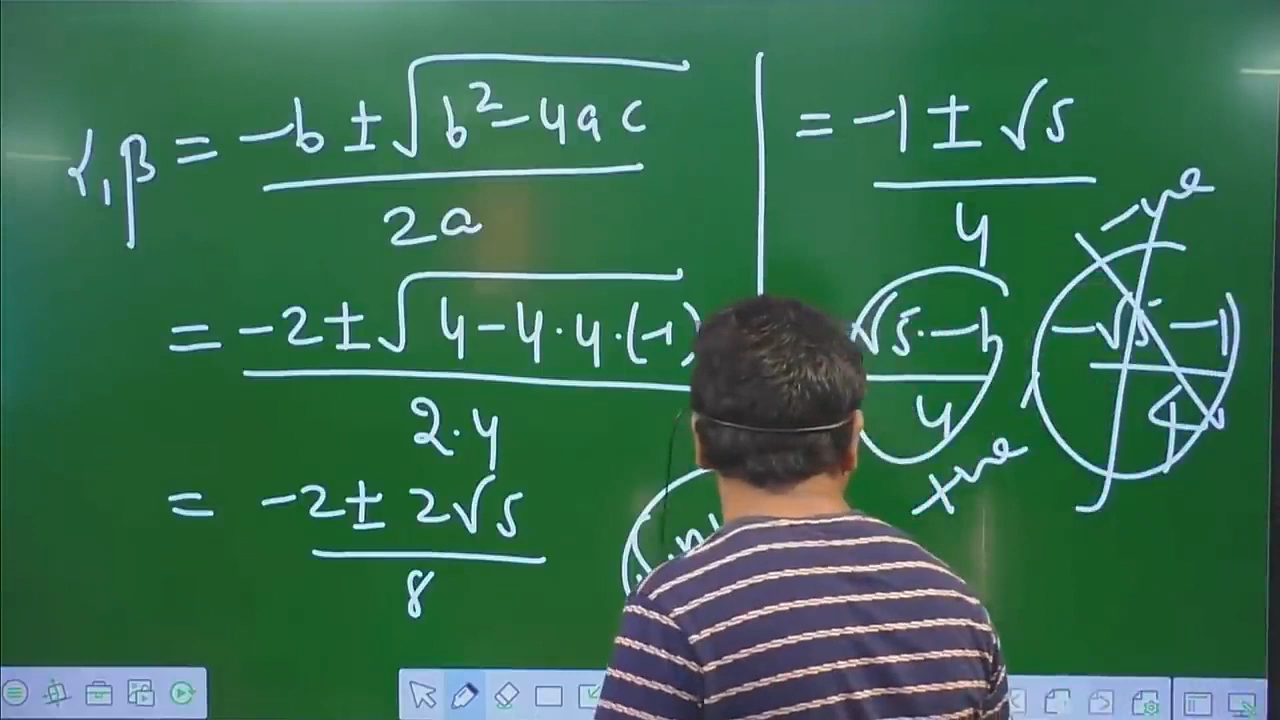 α,β = -b ± √(b² - 4ac) / 2a
= -2 ± √(4 - 4·4·(-1)) / 2·4
= -2 ± 2√5 / 8
= -1 ± √5 / 4
√5 - 1 / 4
+ve
-√5 - 1 / 4
-ve